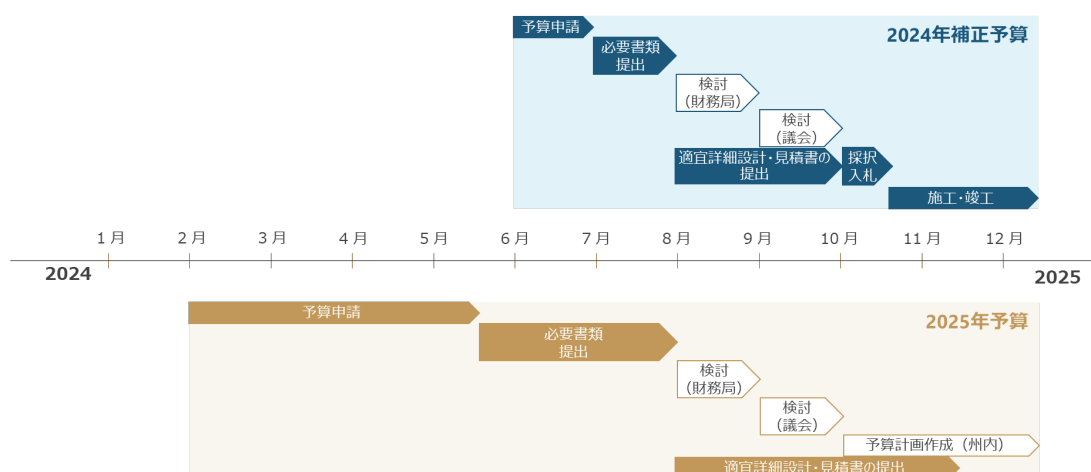 予算申請
2024年補正予算
必要書類
提出
検討
(財務局)
検討
(議会)
適宜詳細設計・見積書の
提出
採択
入札
施工・竣工
1月 2月 3月 4月 5月 6月 7月 8月 9月 10月 11月 12月
2024
2025
予算申請
2025年予算
必要書類
提出
検討
(財務局)
検討
(議会)
予算計画作成（州内）
適宜詳細設計・見積書の提出